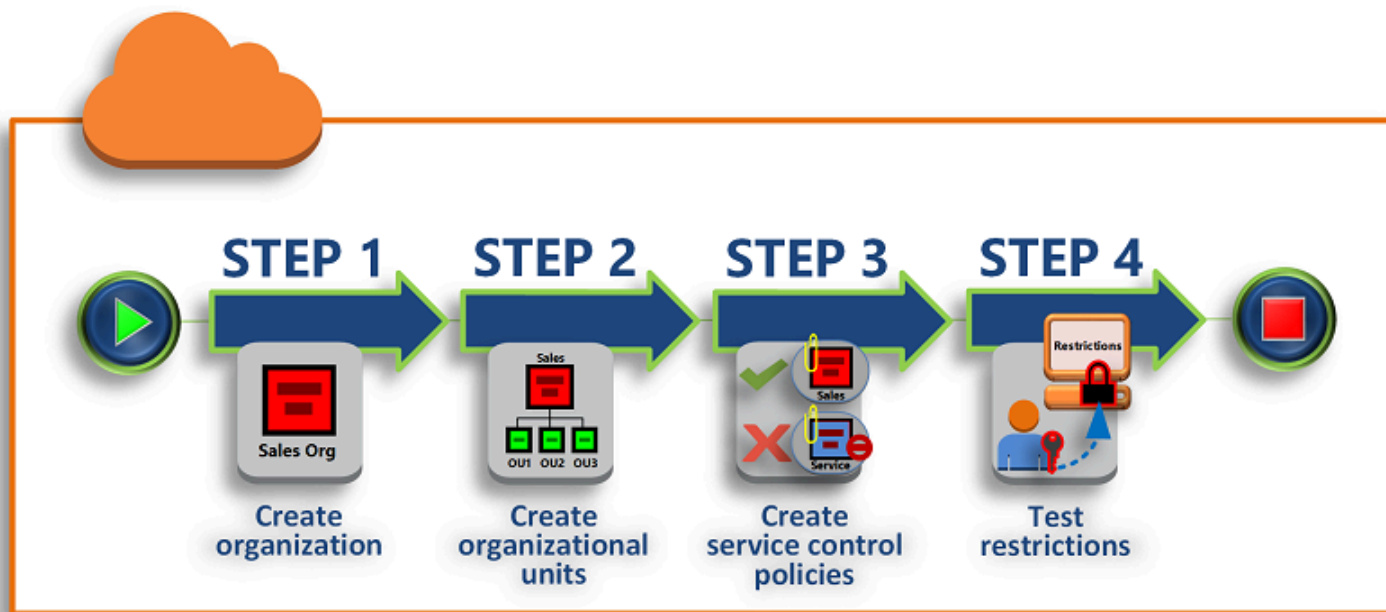 STEP 1
STEP 2
STEP 3
STEP 4
Sales Org
Sales
OU1 OU2 OU3
Sales
Service
Restrictions
Create
organization
Create
organizational
units
Create
service control
policies
Test
restrictions